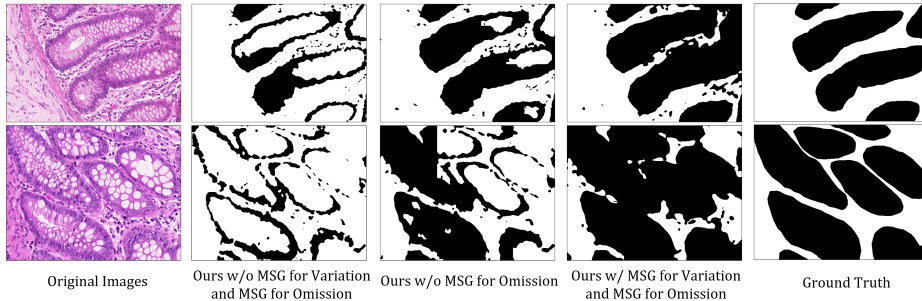 Original Images
Ours w/o MSG for Variation
and MSG for Omission
Ours w/o MSG for Omission
Ours w/ MSG for Variation
and MSG for Omission
Ground Truth